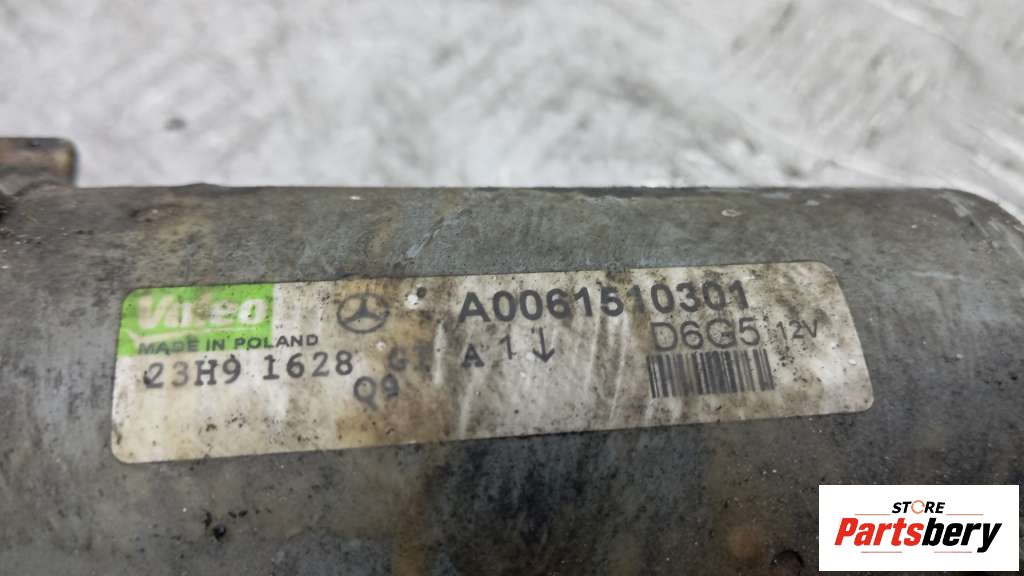 Valeo
A0061510301
MADE IN POLAND
D6G5 12V
23H9 1628
A 1 ↓
Q9
STORE
Partsbery